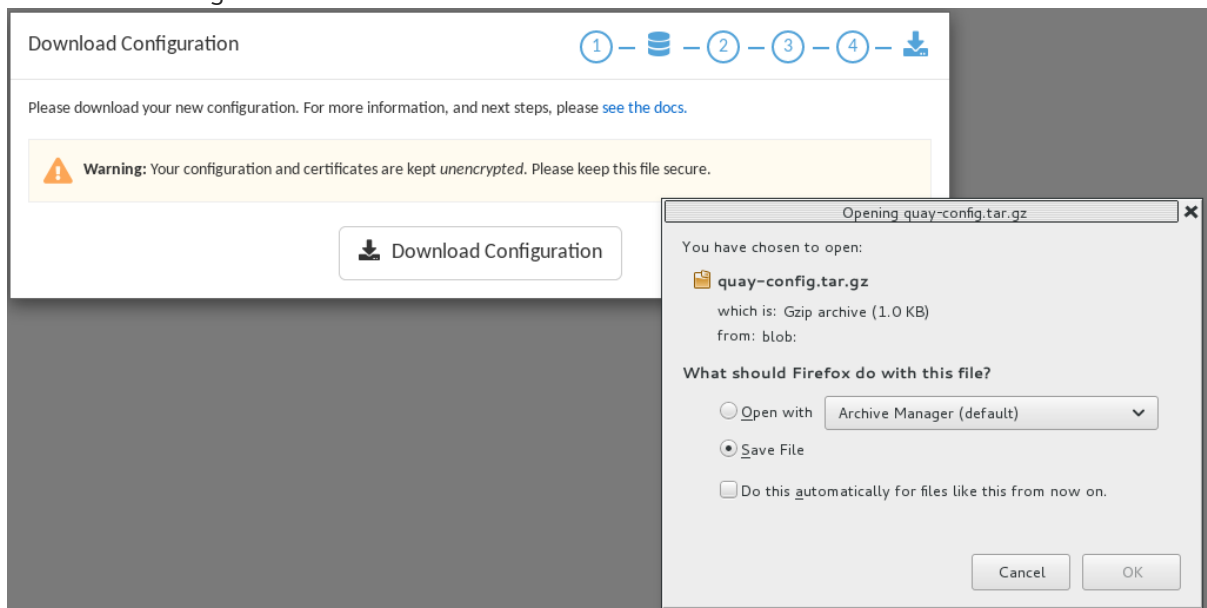 Download Configuration
1 2 3 4
Please download your new configuration. For more information, and next steps, please see the docs.
Warning: Your configuration and certificates are kept unencrypted. Please keep this file secure.
Download Configuration
Opening quay-config.tar.gz
You have chosen to open:
quay-config.tar.gz
which is: Gzip archive (1.0 KB)
from: blob:
What should Firefox do with this file?
Open with Archive Manager (default)
Save File
Do this automatically for files like this from now on.
Cancel OK